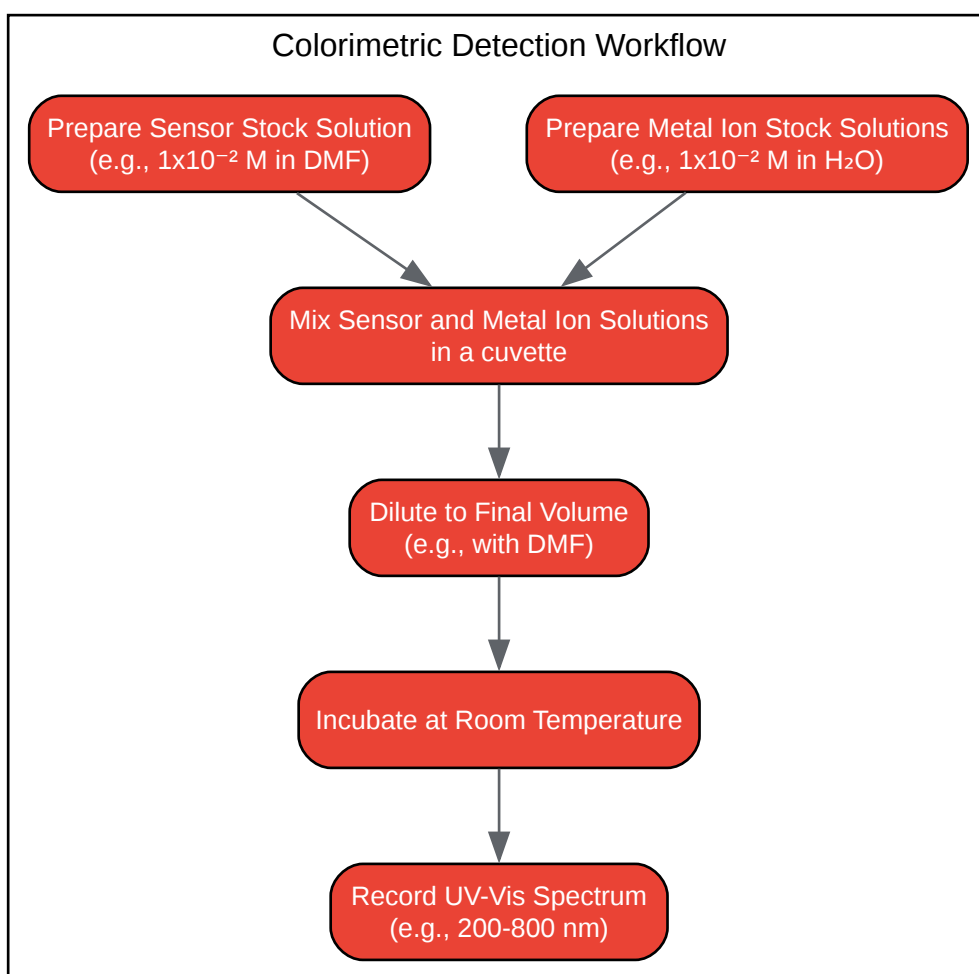 Colorimetric Detection Workflow
Prepare Sensor Stock Solution
(e.g., 1x10⁻² M in DMF)
Prepare Metal Ion Stock Solutions
(e.g., 1x10⁻² M in H₂O)
Mix Sensor and Metal Ion Solutions
in a cuvette
Dilute to Final Volume
(e.g., with DMF)
Incubate at Room Temperature
Record UV-Vis Spectrum
(e.g., 200-800 nm)